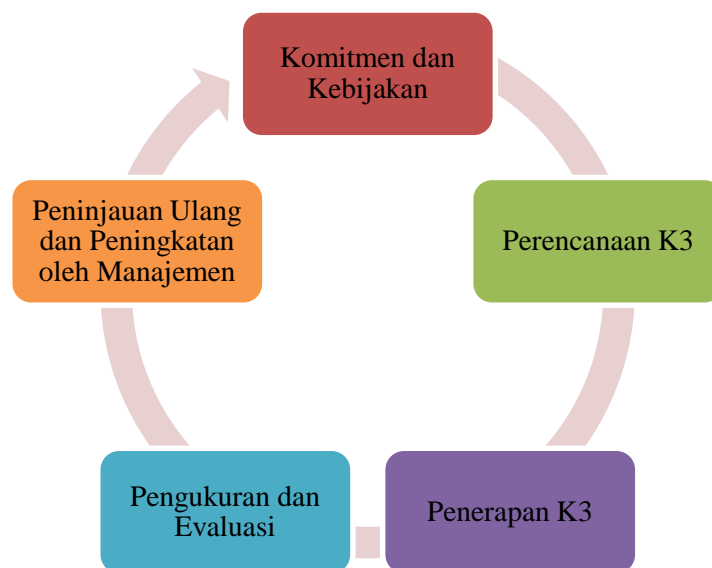 Komitmen dan
Kebijakan
Perencanaan K3
Penerapan K3
Pengukuran dan
Evaluasi
Peninjauan Ulang
dan Peningkatan
oleh Manajemen